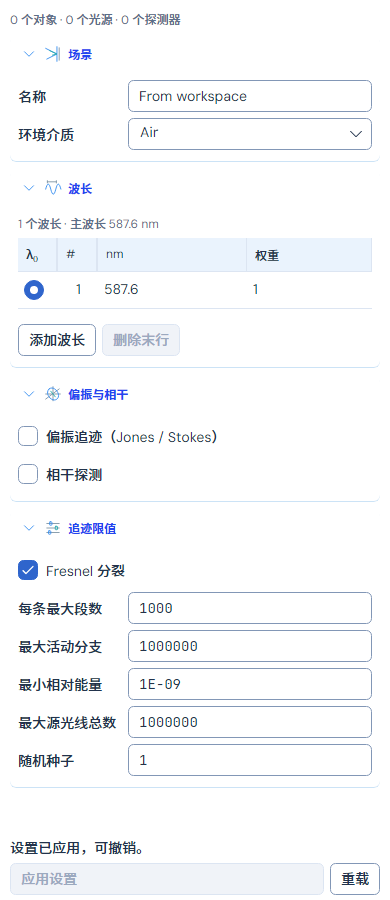 0 个对象 · 0 个光源 · 0 个探测器
场景
名称 From workspace
环境介质 Air
波长
1 个波长 · 主波长 587.6 nm
λ₀ # nm 权重
1 587.6 1
添加波长 删除末行
偏振与相干
偏振追迹（Jones / Stokes）
相干探测
追迹限值
Fresnel 分裂
每条最大段数 1000
最大活动分支 1000000
最小相对能量 1E-09
最大源光线总数 1000000
随机种子 1
设置已应用，可撤销。
应用设置 重载